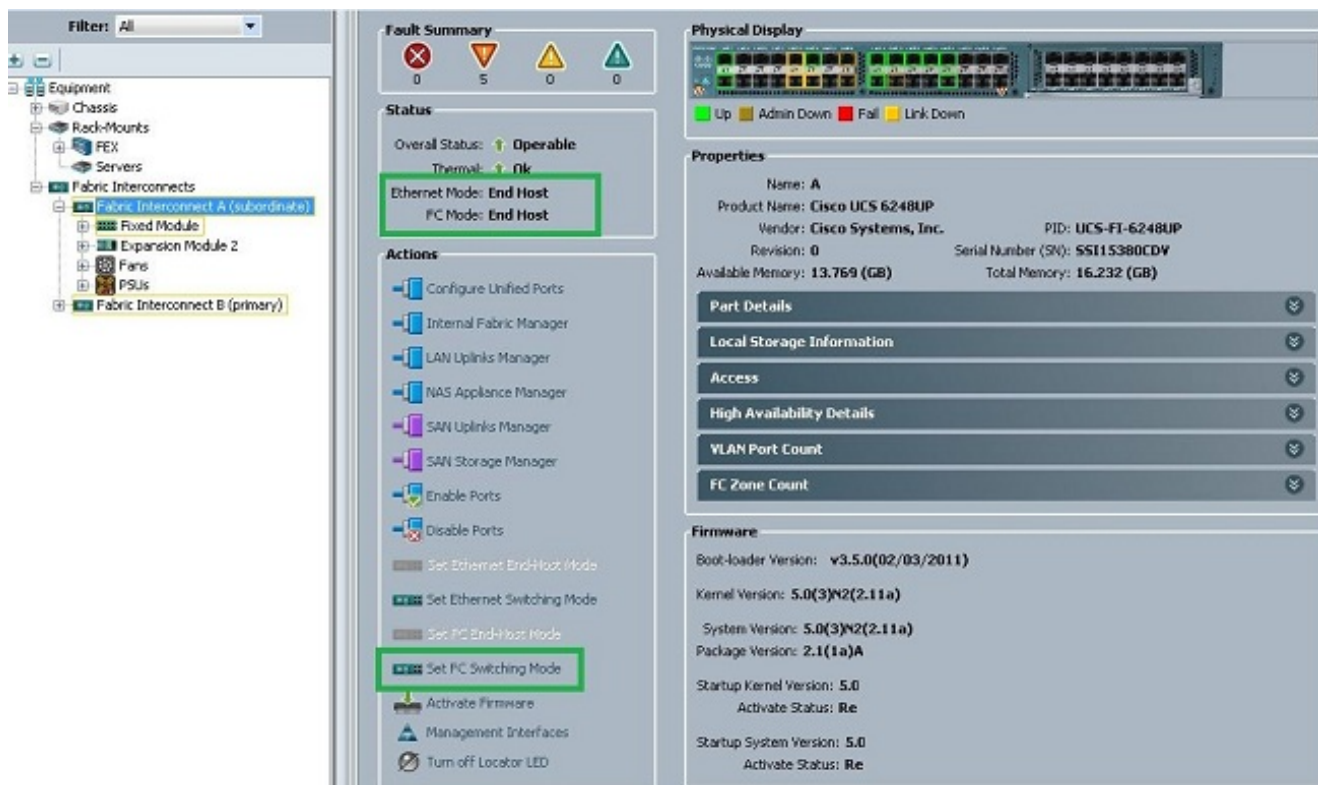 Filter: All
Equipment
Chassis
Rack-Mounts
FEX
Servers
Fabric Interconnects
Fabric Interconnect A (subordinate)
Fixed Module
Expansion Module 2
Fans
PSUs
Fabric Interconnect B (primary)
Fault Summary
0 5 0 0
Status
Overal Status: Operable
Thermal: Ok
Ethernet Mode: End Host
FC Mode: End Host
Actions
Configure Unified Ports
Internal Fabric Manager
LAN Uplinks Manager
NAS Appliance Manager
SAN Uplinks Manager
SAN Storage Manager
Enable Ports
Disable Ports
Set Ethernet End-Host Mode
Set Ethernet Switching Mode
Set FC End-Host Mode
Set FC Switching Mode
Activate Firmware
Management Interfaces
Turn off Locator LED
Physical Display
Up Admin Down Fail Link Down
Properties
Name: A
Product Name: Cisco UCS 6248UP
Vendor: Cisco Systems, Inc. PID: UCS-FI-6248UP
Revision: 0 Serial Number (SN): SSI15380CDV
Available Memory: 13.769 (GB) Total Memory: 16.232 (GB)
Part Details
Local Storage Information
Access
High Availability Details
VLAN Port Count
FC Zone Count
Firmware
Boot-loader Version: v3.5.0(02/03/2011)
Kernel Version: 5.0(3)N2(2.11a)
System Version: 5.0(3)N2(2.11a)
Package Version: 2.1(1a)A
Startup Kernel Version: 5.0
Activate Status: Re
Startup System Version: 5.0
Activate Status: Re